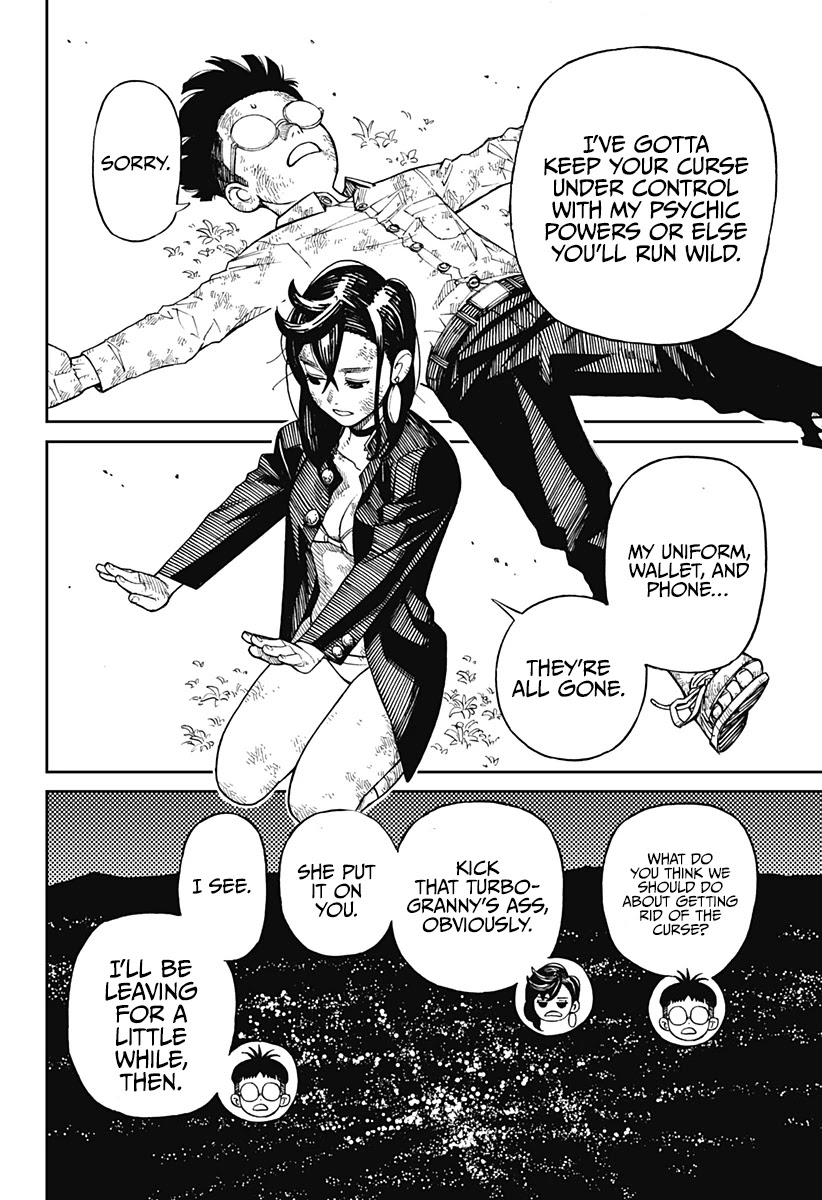 I'VE GOTTA
KEEP YOUR CURSE
UNDER CONTROL
WITH MY PSYCHIC
POWERS OR ELSE
YOU'LL RUN WILD.
SORRY.
MY UNIFORM,
WALLET, AND
PHONE...
THEY'RE
ALL GONE.
WHAT DO
YOU THINK WE
SHOULD DO
ABOUT GETTING
RID OF THE
CURSE?
KICK
THAT TURBO-
GRANNY'S ASS,
OBVIOUSLY.
SHE PUT
IT ON
YOU.
I SEE.
I'LL BE
LEAVING
FOR A
LITTLE
WHILE,
THEN.